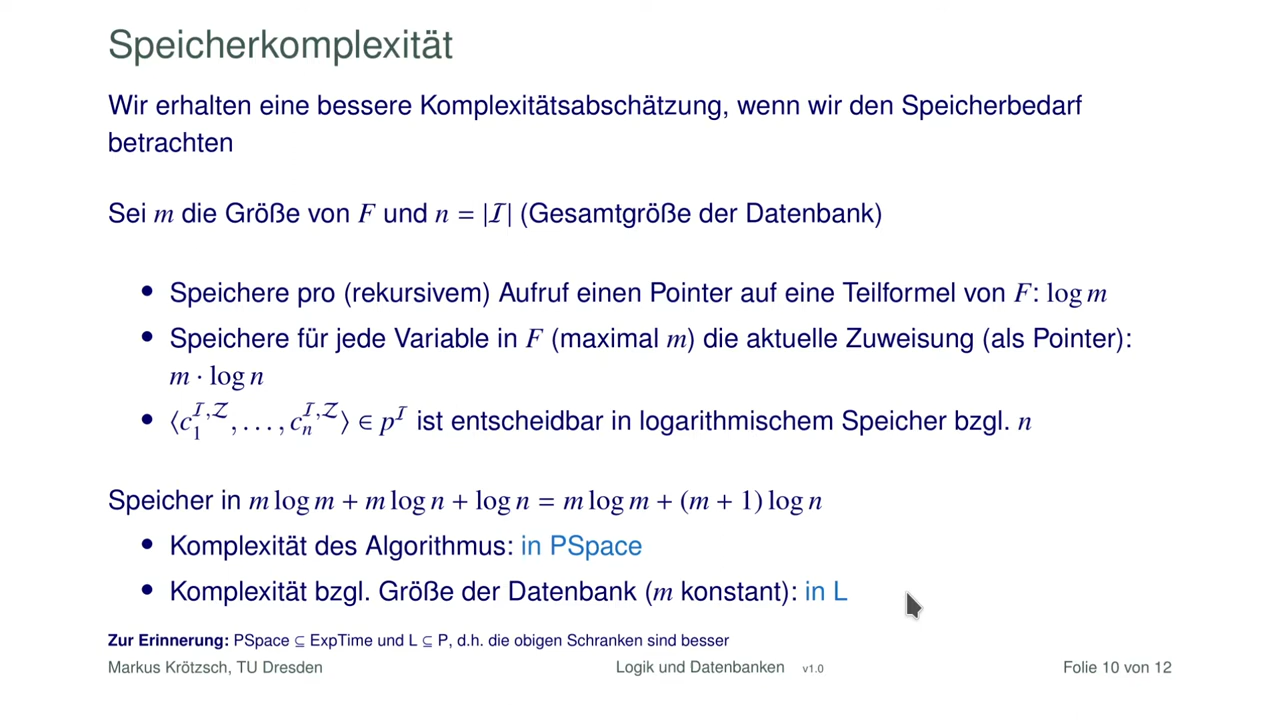 Speicherkomplexität
Wir erhalten eine bessere Komplexitätsabschätzung, wenn wir den Speicherbedarf
betrachten
Sei m die Größe von F und n = |ℐ| (Gesamtgröße der Datenbank)
• Speichere pro (rekursivem) Aufruf einen Pointer auf eine Teilformel von F: log m
• Speichere für jede Variable in F (maximal m) die aktuelle Zuweisung (als Pointer):
m · log n
• ⟨c₁^{ℐ,𝒵}, . . . , cₙ^{ℐ,𝒵}⟩ ∈ p^ℐ ist entscheidbar in logarithmischem Speicher bzgl. n
Speicher in m log m + m log n + log n = m log m + (m + 1) log n
• Komplexität des Algorithmus: in PSpace
• Komplexität bzgl. Größe der Datenbank (m konstant): in L
Zur Erinnerung: PSpace ⊆ ExpTime und L ⊆ P, d.h. die obigen Schranken sind besser
Markus Krötzsch, TU Dresden Logik und Datenbanken v1.0 Folie 10 von 12